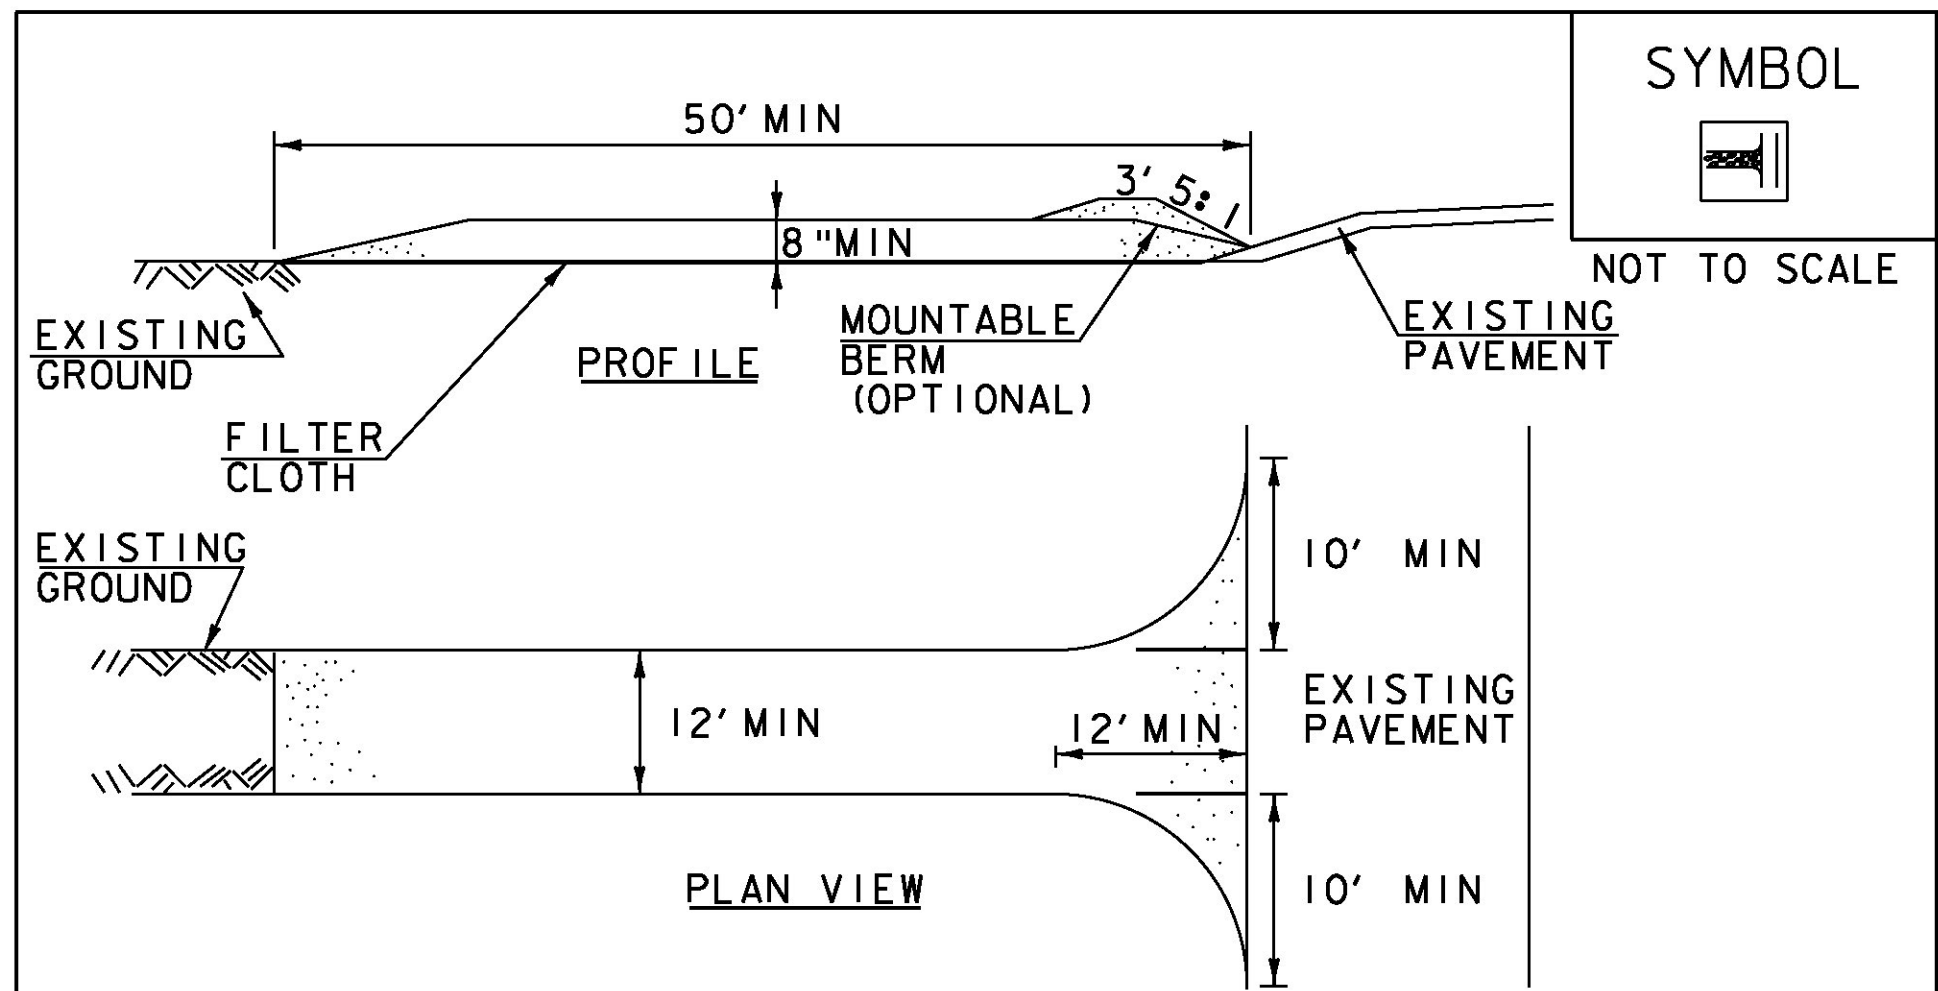 SYMBOL
50' MIN
3' 5:1
8"MIN
NOT TO SCALE
EXISTING
GROUND
PROFILE
MOUNTABLE
BERM
(OPTIONAL)
EXISTING
PAVEMENT
FILTER
CLOTH
EXISTING
GROUND
10' MIN
12' MIN
12' MIN
EXISTING
PAVEMENT
PLAN VIEW
10' MIN